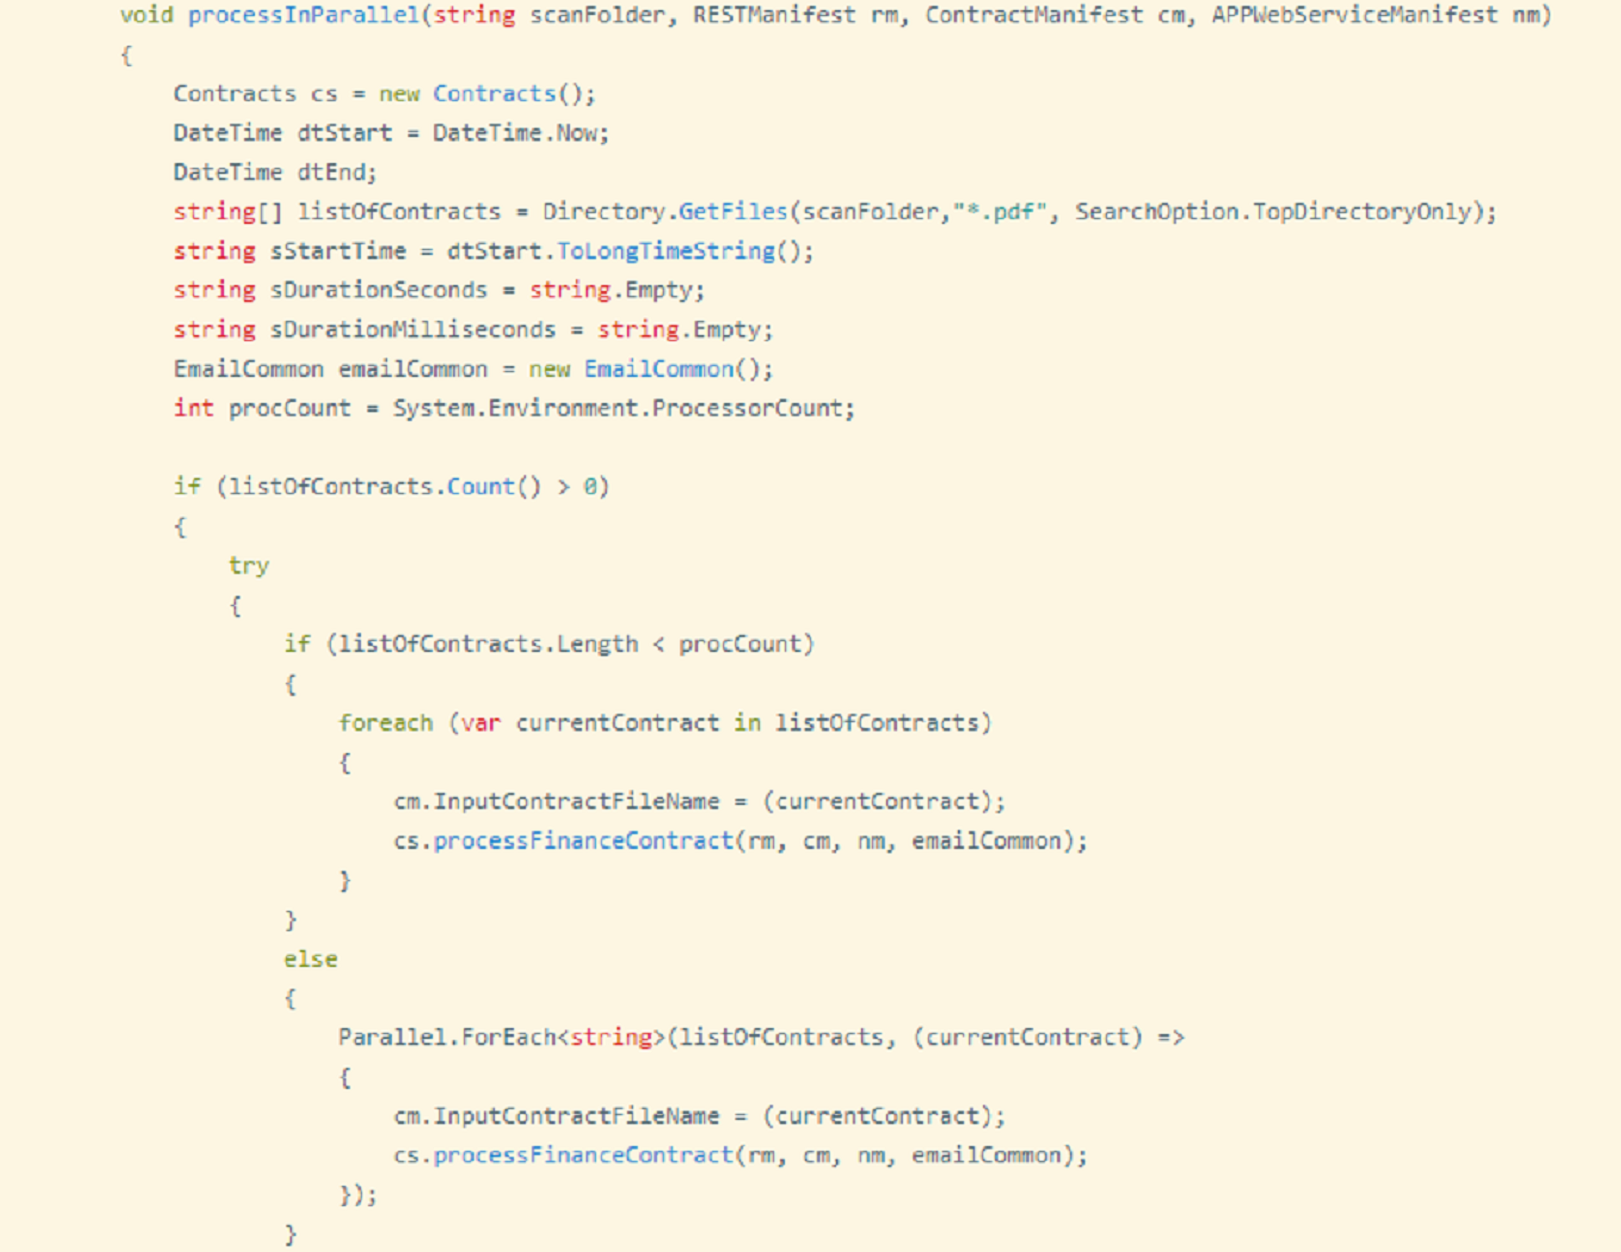 void processInParallel(string scanFolder, RESTManifest rm, ContractManifest cm, APPWebServiceManifest nm)
{
    Contracts cs = new Contracts();
    DateTime dtStart = DateTime.Now;
    DateTime dtEnd;
    string[] listOfContracts = Directory.GetFiles(scanFolder,"*.pdf", SearchOption.TopDirectoryOnly);
    string sStartTime = dtStart.ToLongTimeString();
    string sDurationSeconds = string.Empty;
    string sDurationMilliseconds = string.Empty;
    EmailCommon emailCommon = new EmailCommon();
    int procCount = System.Environment.ProcessorCount;

    if (listOfContracts.Count() > 0)
    {
        try
        {
            if (listOfContracts.Length < procCount)
            {
                foreach (var currentContract in listOfContracts)
                {
                    cm.InputContractFileName = (currentContract);
                    cs.processFinanceContract(rm, cm, nm, emailCommon);
                }
            }
            else
            {
                Parallel.ForEach<string>(listOfContracts, (currentContract) =>
                {
                    cm.InputContractFileName = (currentContract);
                    cs.processFinanceContract(rm, cm, nm, emailCommon);
                });
            }